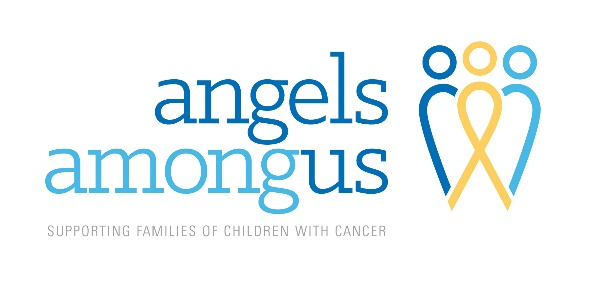 angels
amongus
SUPPORTING FAMILIES OF CHILDREN WITH CANCER